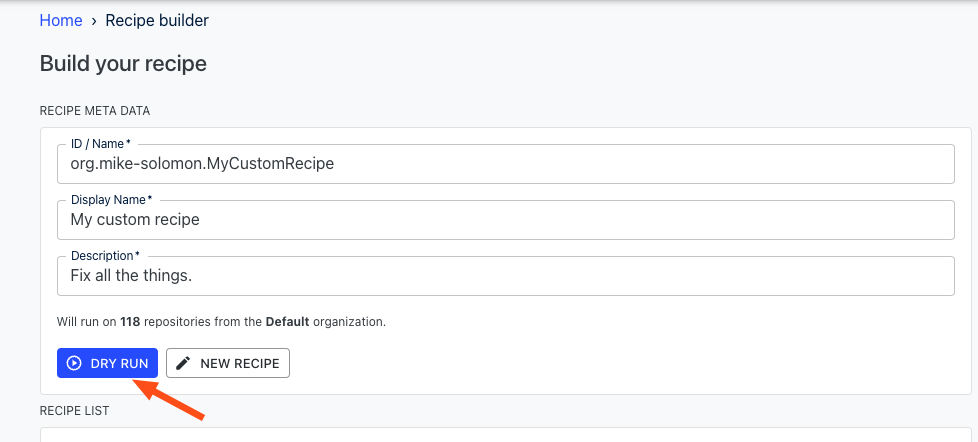 Home › Recipe builder
Build your recipe
RECIPE META DATA
ID / Name*
org.mike-solomon.MyCustomRecipe
Display Name*
My custom recipe
Description*
Fix all the things.
Will run on 118 repositories from the Default organization.
DRY RUN NEW RECIPE
RECIPE LIST